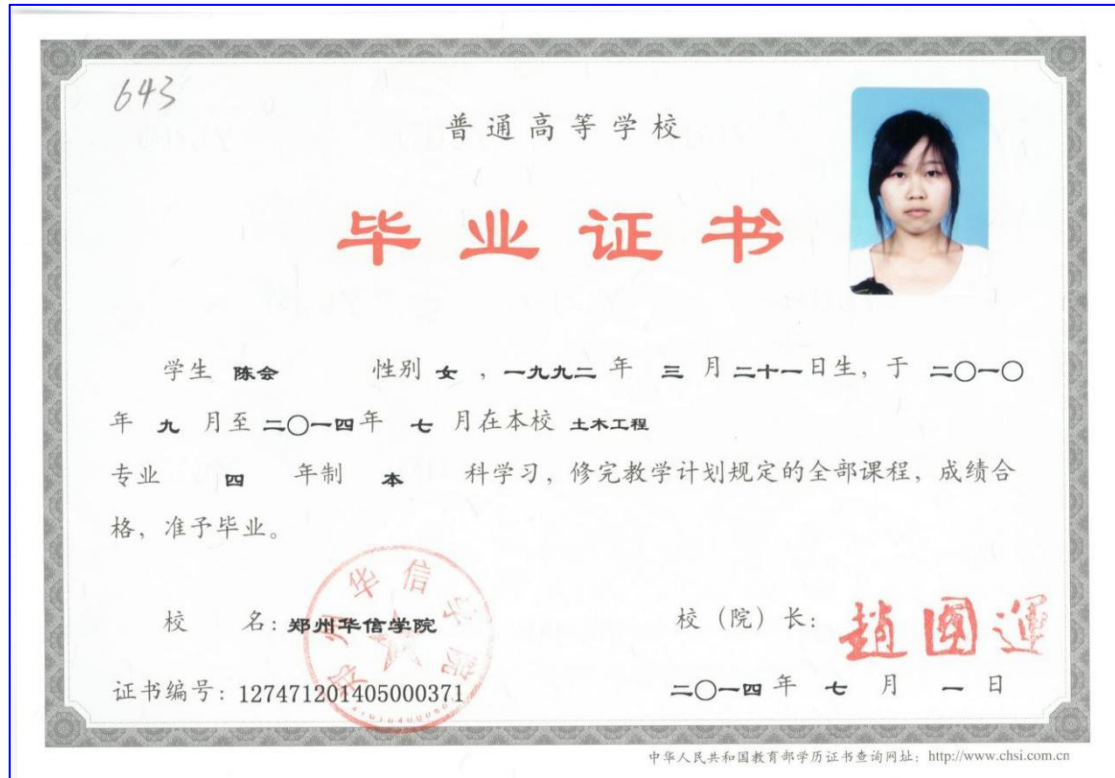 643
普通高等学校
毕业证书
学生 陈会 性别 女 ，一九九二 年 三 月 二十一 日生，于 二〇一〇
年 九 月至 二〇一四 年 七 月在本校 土木工程
专业 四 年制 本 科学习，修完教学计划规定的全部课程，成绩合
格，准予毕业。
郑州华信学院
校 名：郑州华信学院
校（院）长：趙國運
证书编号：127471201405000371
二〇一四 年 七 月 一 日
中华人民共和国教育部学历证书查询网址：http://www.chsi.com.cn